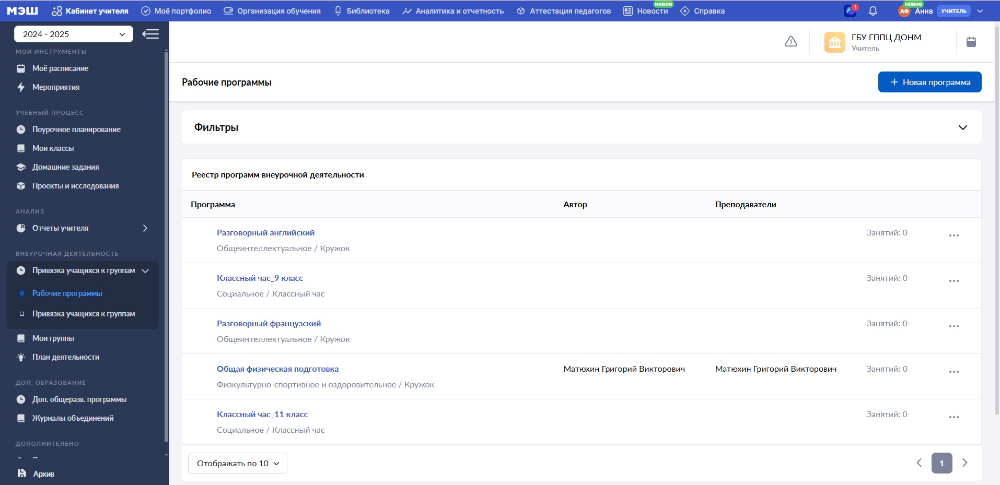 МЭШ
Кабинет учителя
Моё портфолио
Организация обучения
Библиотека
Аналитика и отчетность
Аттестация педагогов
новое
Новости
Справка
!
новое
АФ
Анна
УЧИТЕЛЬ
2024 - 2025
МОИ ИНСТРУМЕНТЫ
Моё расписание
Мероприятия
УЧЕБНЫЙ ПРОЦЕСС
Поурочное планирование
Мои классы
Домашние задания
Проекты и исследования
АНАЛИЗ
Отчеты учителя
ВНЕУРОЧНАЯ ДЕЯТЕЛЬНОСТЬ
Привязка учащихся к группам
Рабочие программы
Привязка учащихся к группам
Мои группы
План деятельности
ДОП. ОБРАЗОВАНИЕ
Доп. общеразв. программы
Журналы объединений
ДОПОЛНИТЕЛЬНО
Архив
ГБУ ГППЦ ДОНМ
Учитель
Рабочие программы
+ Новая программа
Фильтры
Реестр программ внеурочной деятельности
Программа Автор Преподаватели
Разговорный английский Занятий: 0
Общеинтеллектуальное / Кружок
Классный час_9 класс Занятий: 0
Социальное / Классный час
Разговорный французский Занятий: 0
Общеинтеллектуальное / Кружок
Общая физическая подготовка Матюхин Григорий Викторович Матюхин Григорий Викторович Занятий: 0
Физкультурно-спортивное и оздоровительное / Кружок
Классный час_11 класс Занятий: 0
Социальное / Классный час
Отображать по 10
1